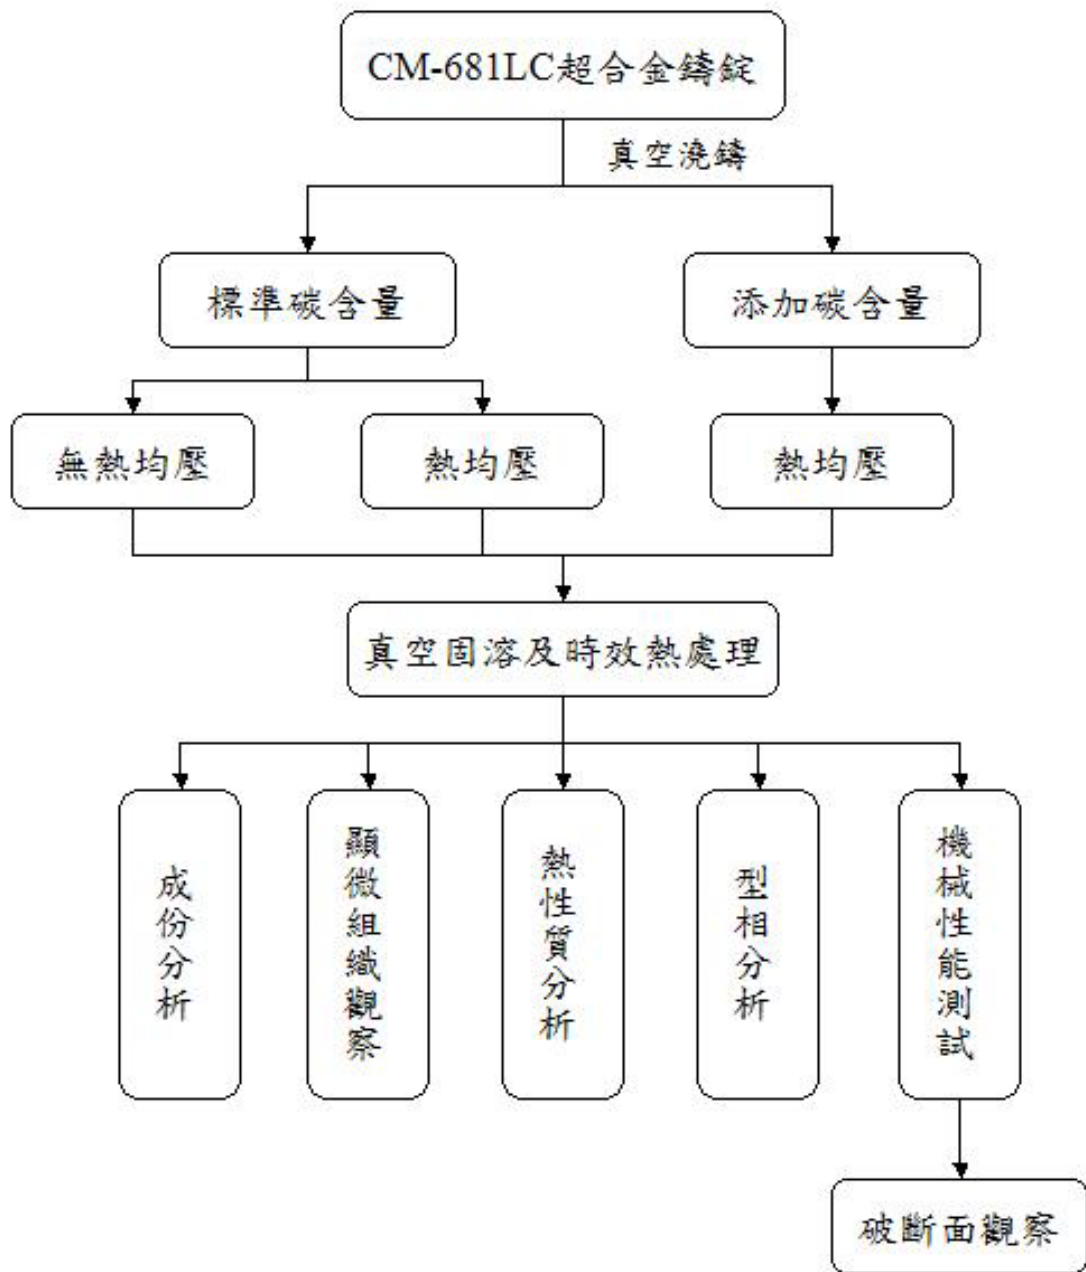 CM-681LC超合金鑄錠
真空澆鑄
標準碳含量
添加碳含量
無熱均壓
熱均壓
熱均壓
真空固溶及時效熱處理
成份分析
顯微組織觀察
熱性質分析
型相分析
機械性能測試
破斷面觀察